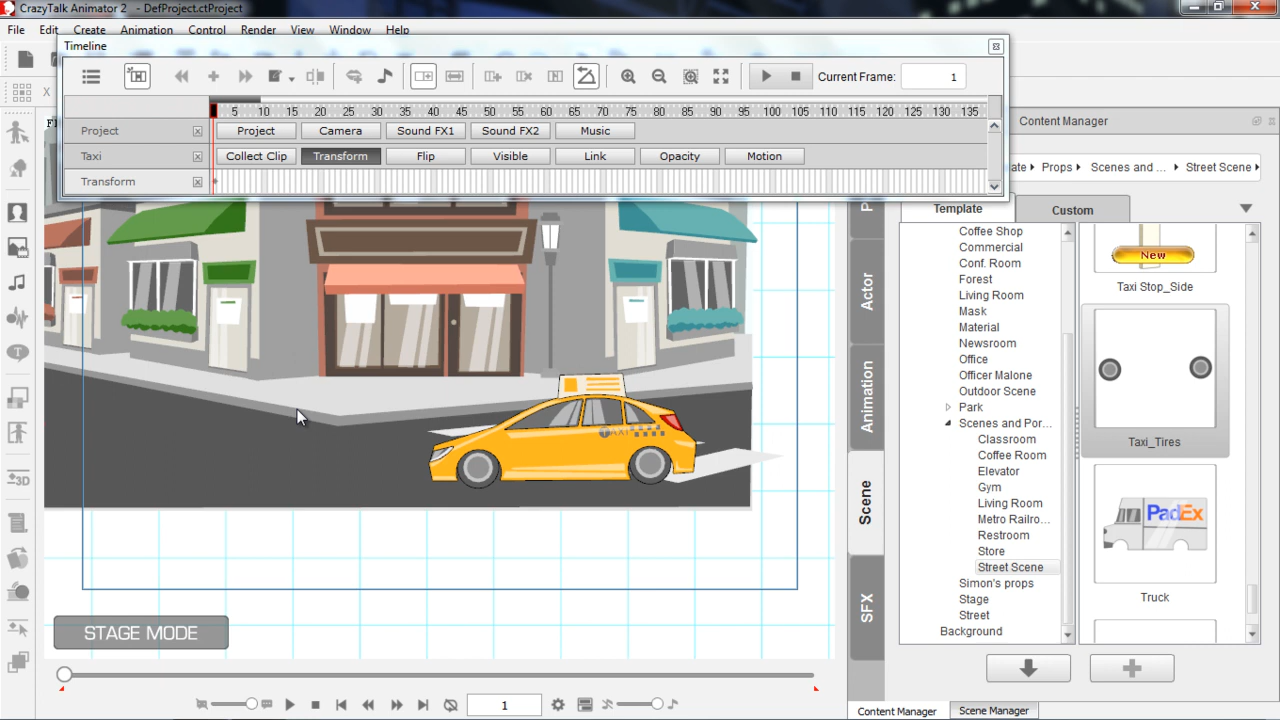 CrazyTalk Animator 2 - DefProject.ctProject
File Edit Create Animation Control Render View Window Help
Timeline
Current Frame: 1
5 10 15 20 25 30 35 40 45 50 55 60 65 70 75 80 85 90 95 100 105 110 115 120 125 130 135
Project Project Camera Sound FX1 Sound FX2 Music
Taxi Collect Clip Transform Flip Visible Link Opacity Motion
Transform
X
Content Manager
Props Scenes and ... Street Scene
Template Custom
Actor
Animation
Scene
SFX
Coffee Shop
Commercial
Conf. Room
Forest
Living Room
Mask
Material
Newsroom
Office
Officer Malone
Outdoor Scene
Park
Scenes and Por...
Classroom
Coffee Room
Elevator
Gym
Living Room
Metro Railro...
Restroom
Store
Street Scene
Simon's props
Stage
Street
Background
New
Taxi Stop_Side
Taxi_Tires
PadEx
Truck
TAXI
STAGE MODE
3D
1
Content Manager Scene Manager